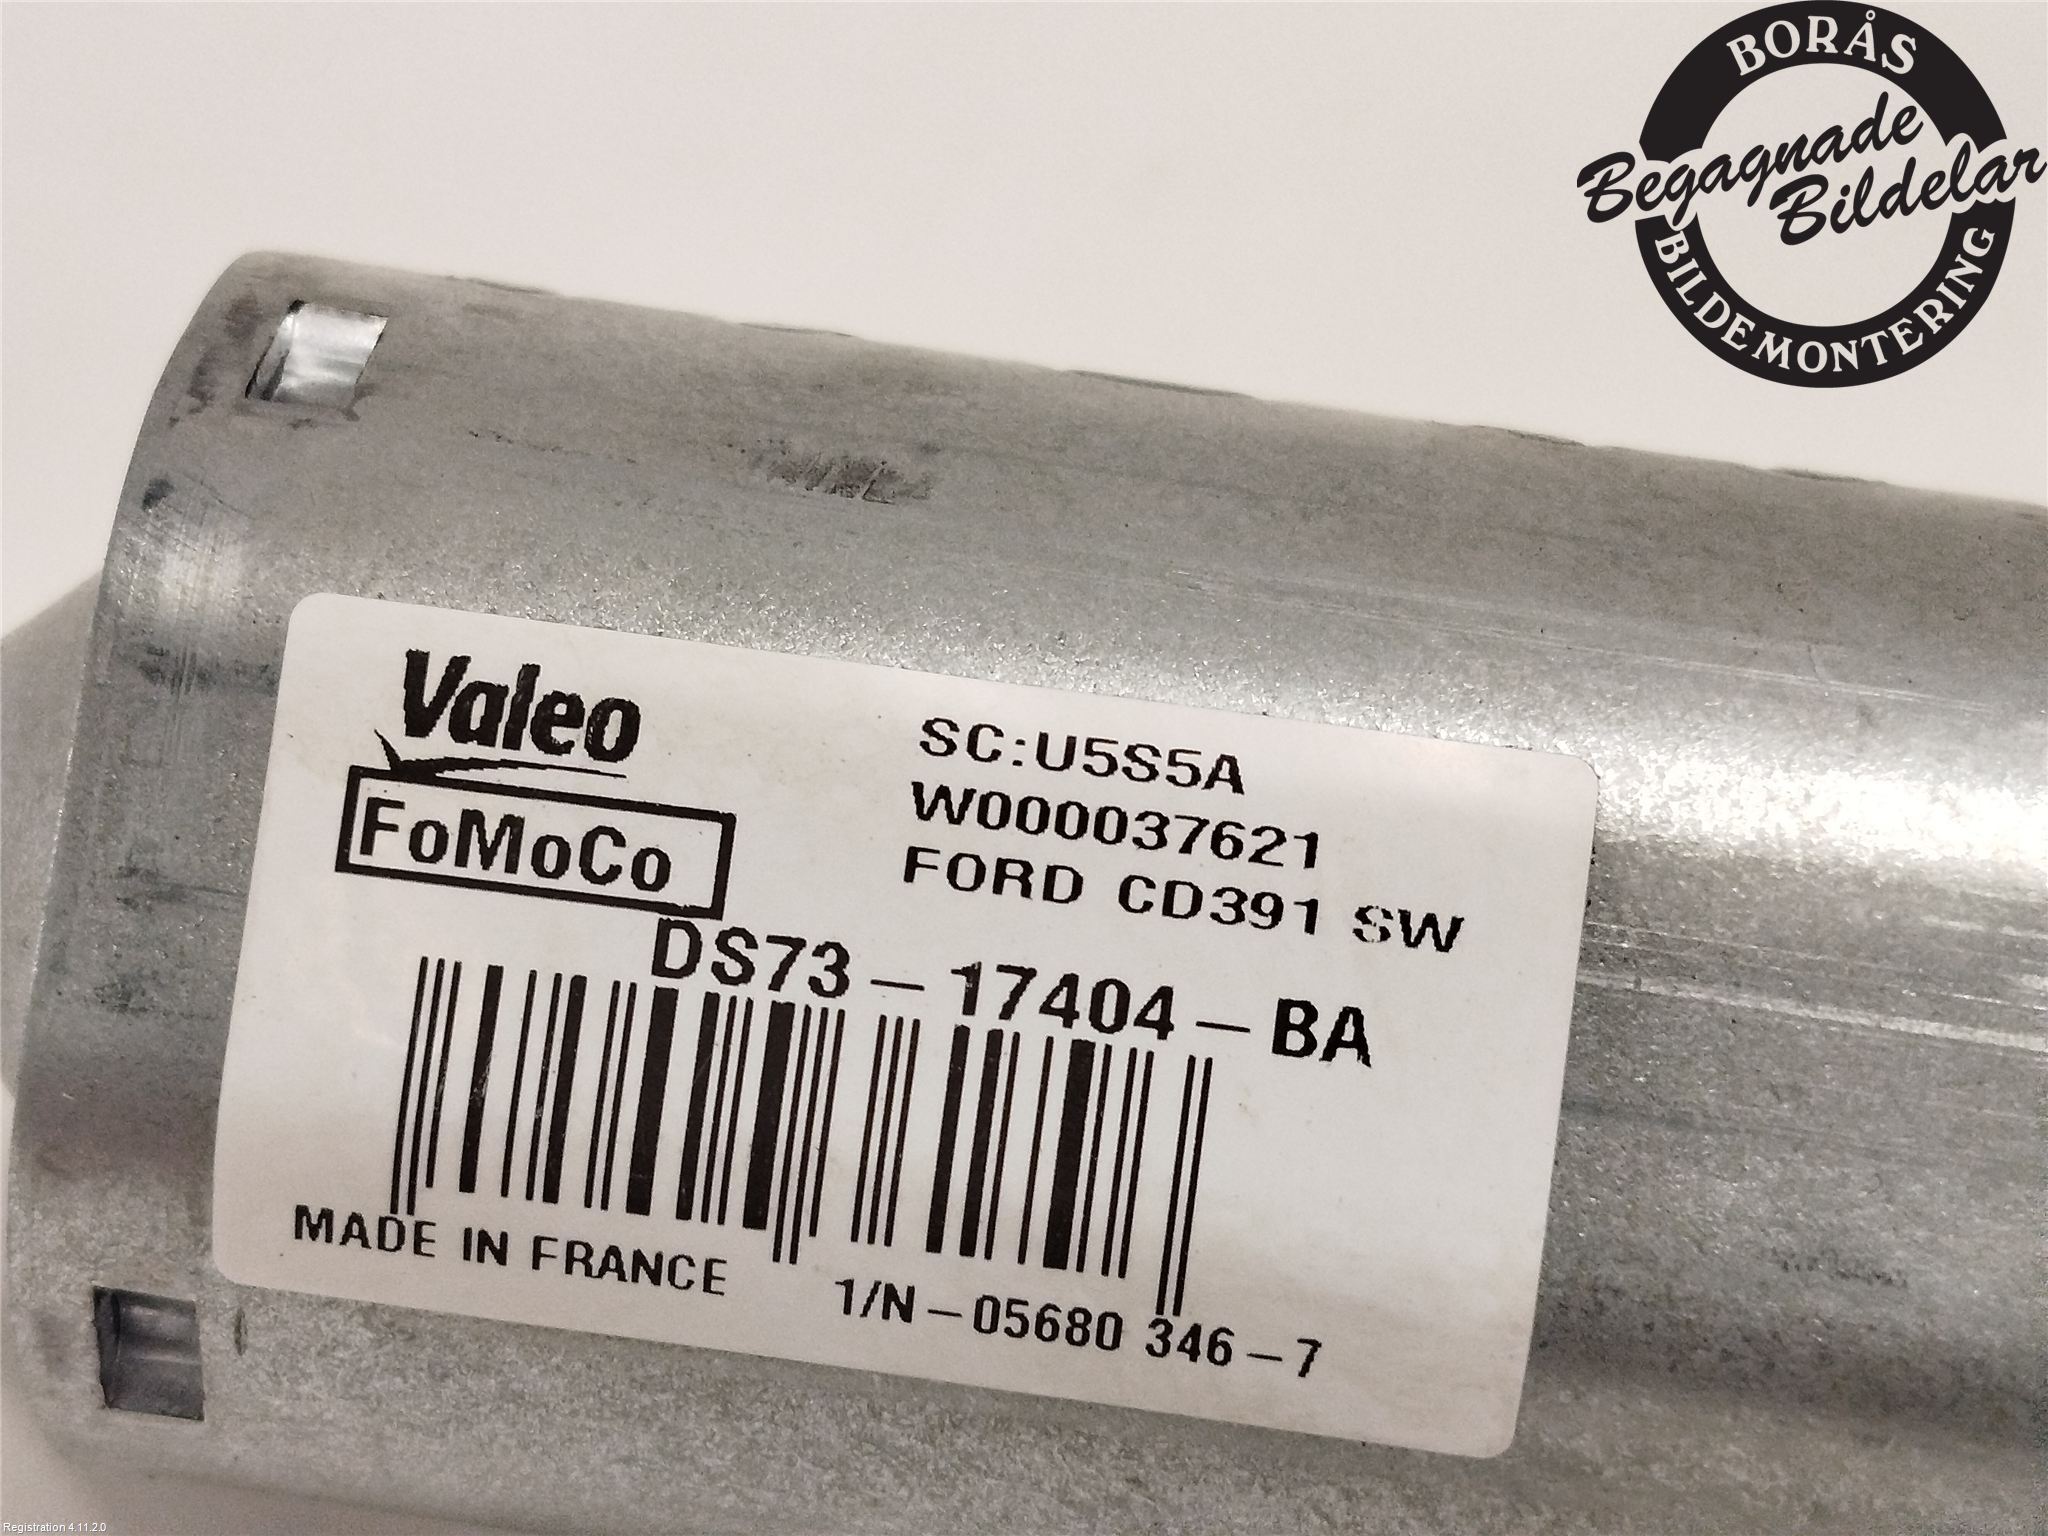 BORÅS
Begagnade
Bildelar
BILDEMONTERING
Valeo
FoMoCo
SC:U5S5A
W000037621
FORD CD391 SW
DS73-17404-BA
MADE IN FRANCE
1/N-05680 346-7
Registration 4.11.2.0